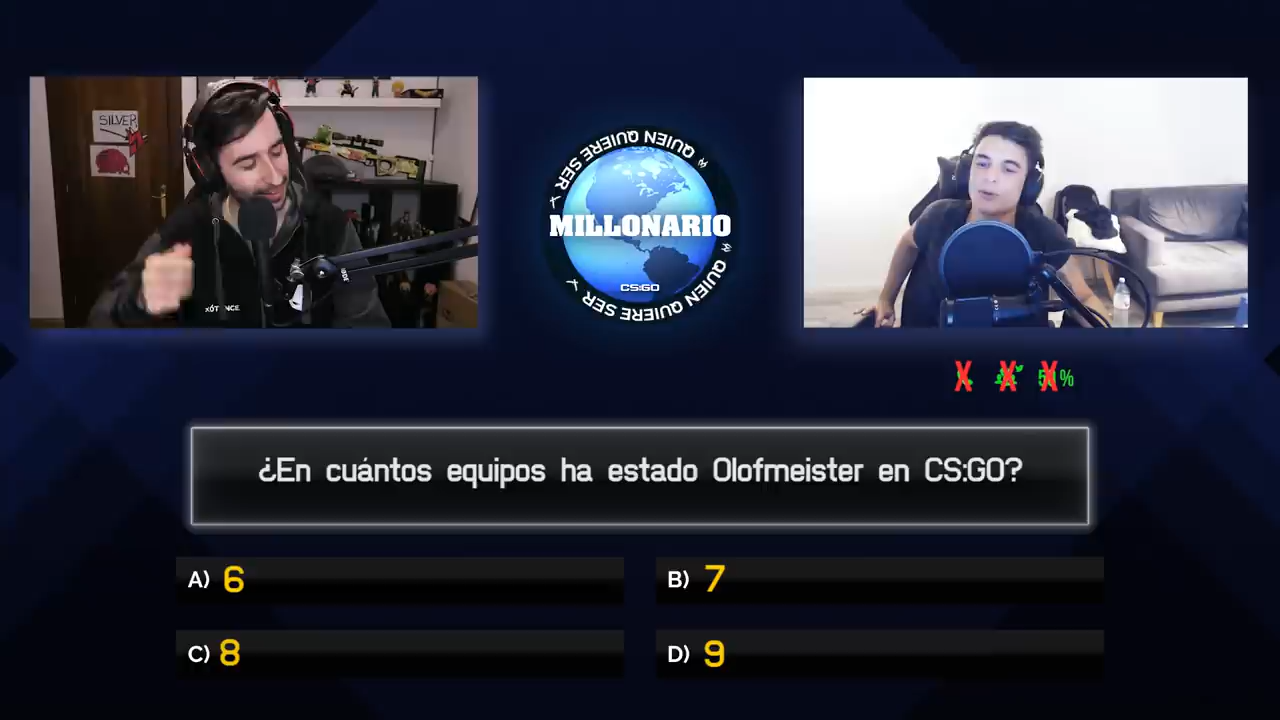 SILVER
QUIEN QUIERE SER
MILLONARIO
CS:GO
QUIEN QUIERE SER
50%
¿En cuántos equipos ha estado Olofmeister en CS:GO?
A) 6
B) 7
C) 8
D) 9